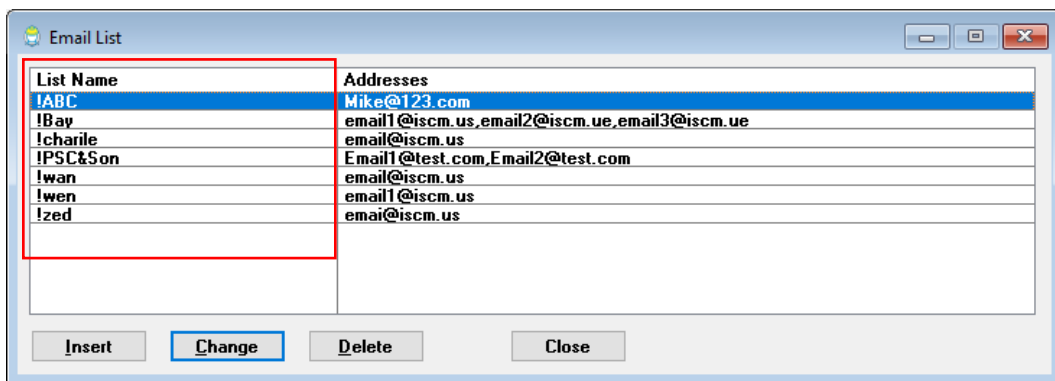 Email List
List Name Addresses
!ABC Mike@123.com
!Bay email1@iscm.us,email2@iscm.ue,email3@iscm.ue
!charile email@iscm.us
!PSC&Son Email1@test.com,Email2@test.com
!wan email@iscm.us
!wen email1@iscm.us
!zed emai@iscm.us
Insert Change Delete Close